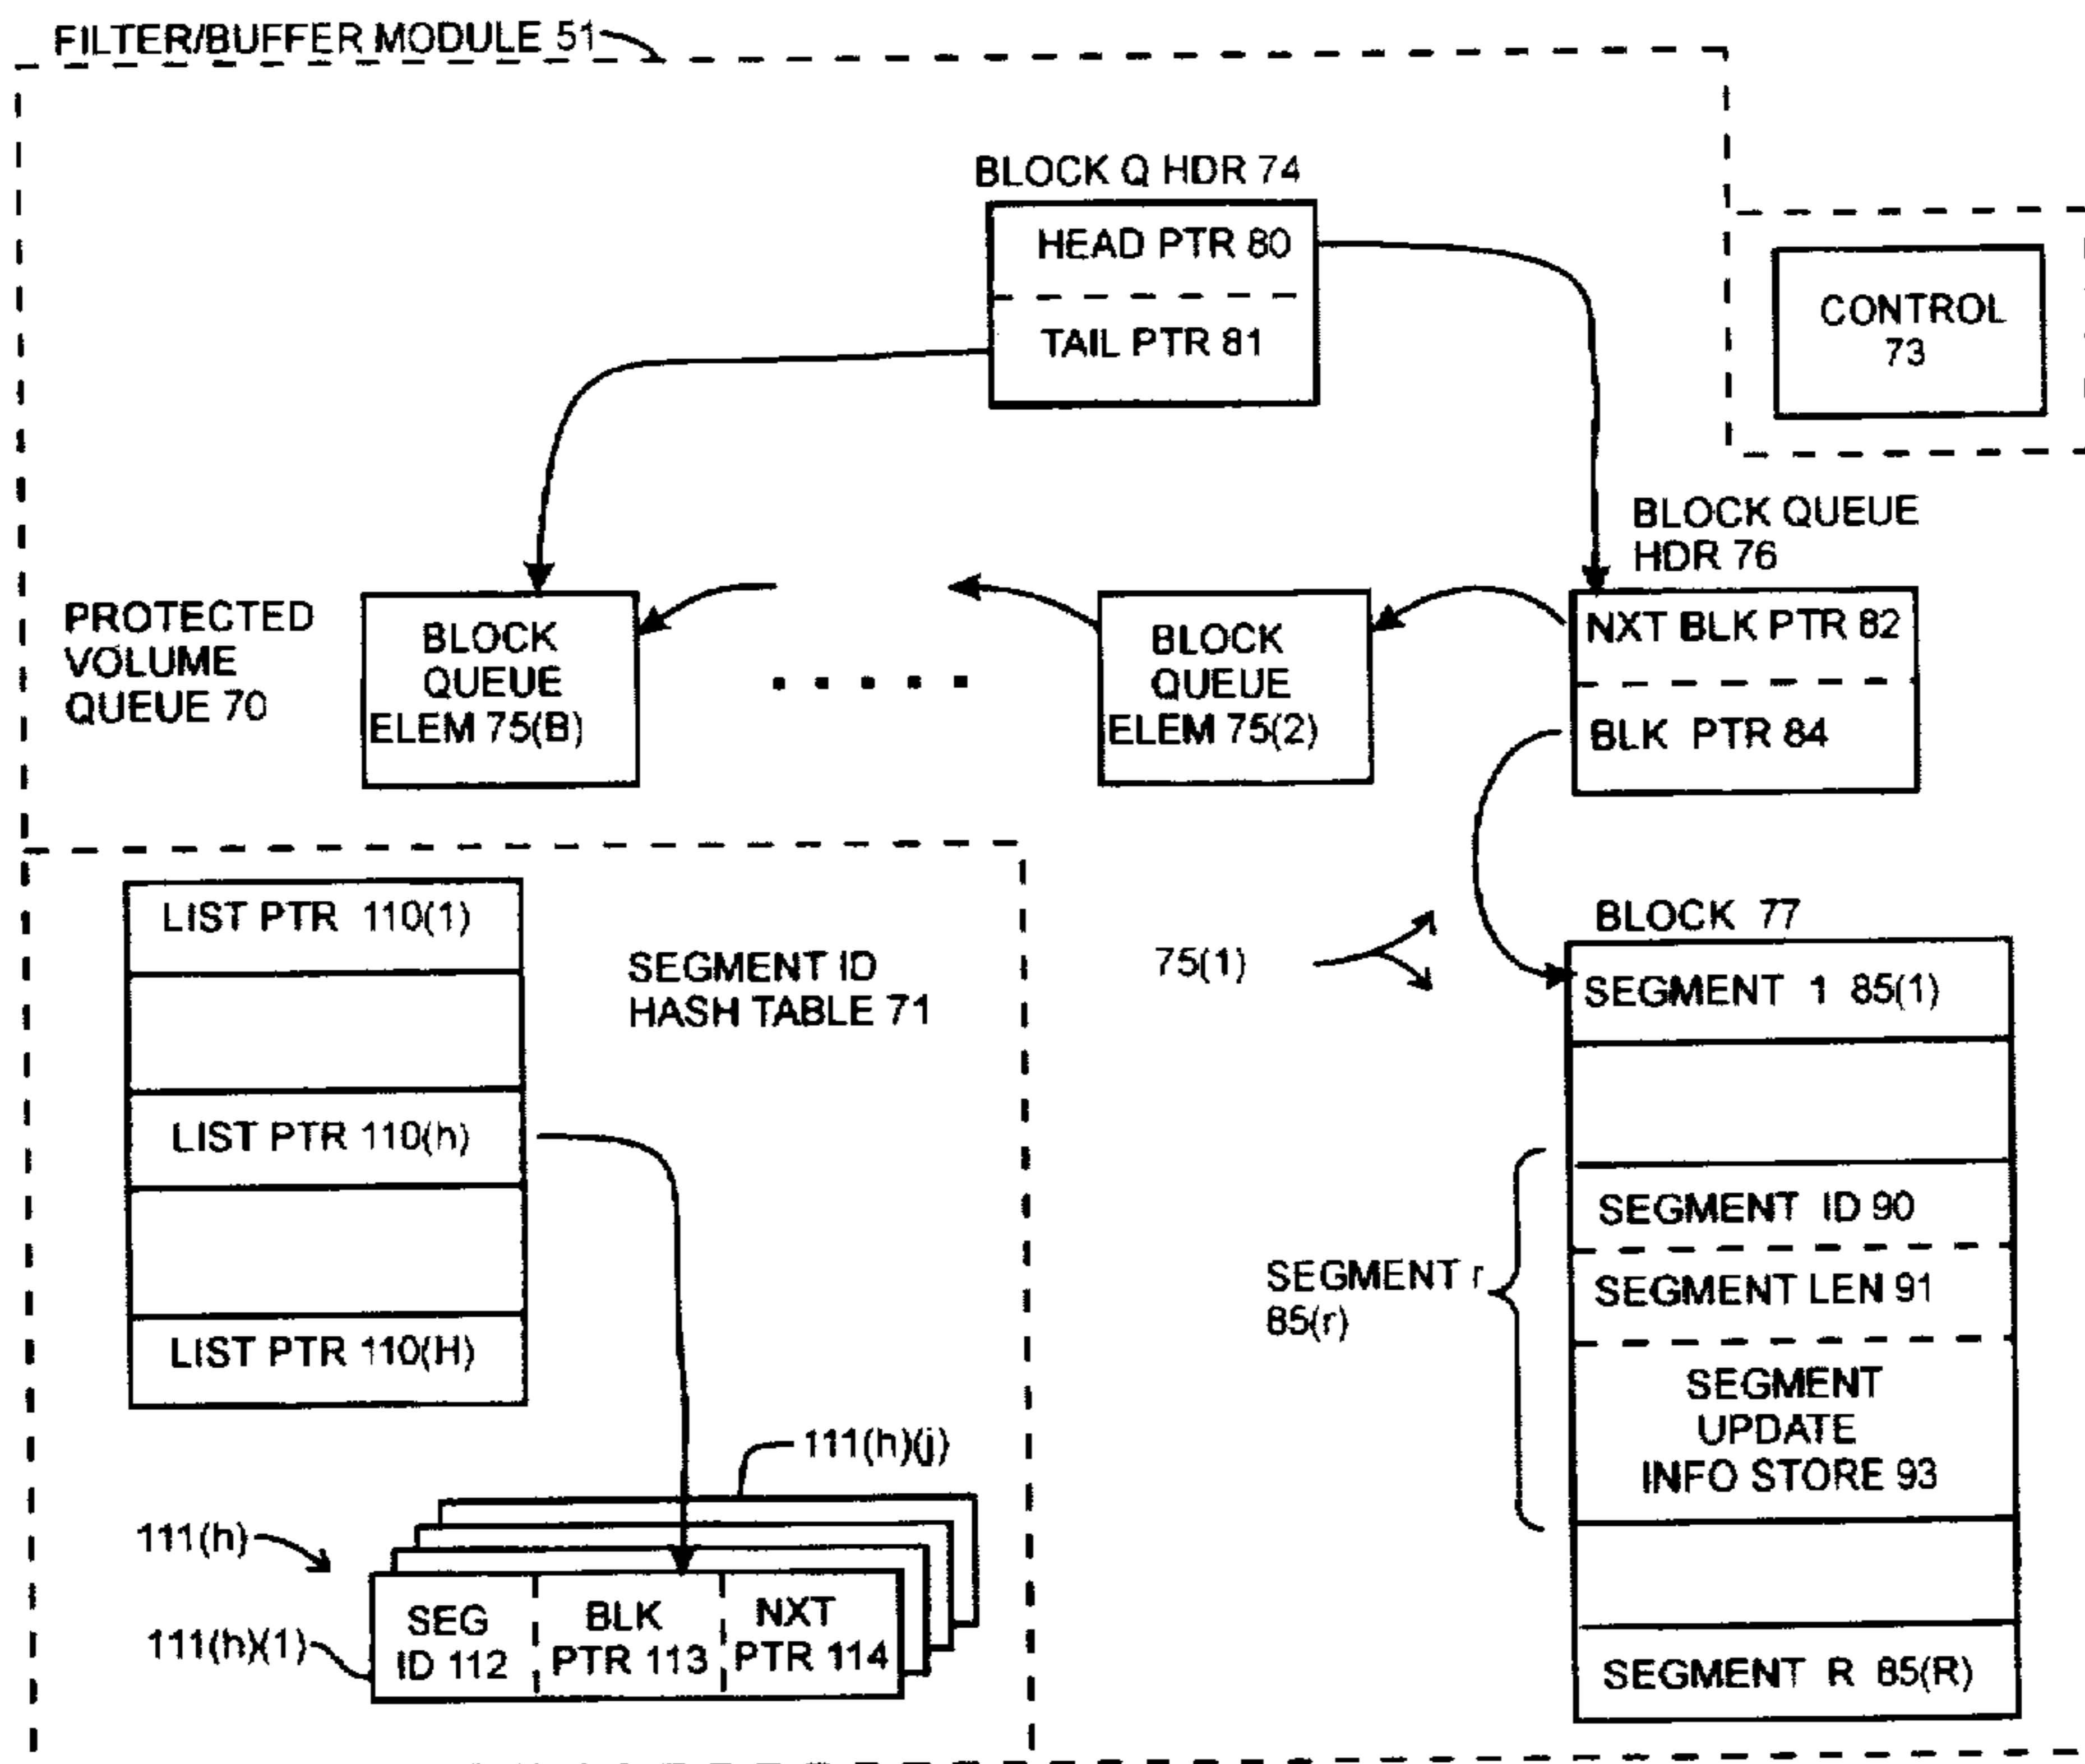 FILTER/BUFFER MODULE 51
BLOCK Q HDR 74
HEAD PTR 80
TAIL PTR 81
CONTROL
73
BLOCK QUEUE
HDR 76
PROTECTED
VOLUME
QUEUE 70
BLOCK
QUEUE
ELEM 75(B)
BLOCK
QUEUE
ELEM 75(2)
NXT BLK PTR 82
BLK PTR 84
LIST PTR 110(1)
SEGMENT ID
HASH TABLE 71
LIST PTR 110(h)
LIST PTR 110(H)
75(1)
BLOCK 77
SEGMENT 1 85(1)
SEGMENT r
85(r)
SEGMENT ID 90
SEGMENT LEN 91
SEGMENT
UPDATE
INFO STORE 93
SEGMENT R 85(R)
111(h)(j)
111(h)
111(h)(1)
SEG
ID 112
BLK
PTR 113
NXT
PTR 114